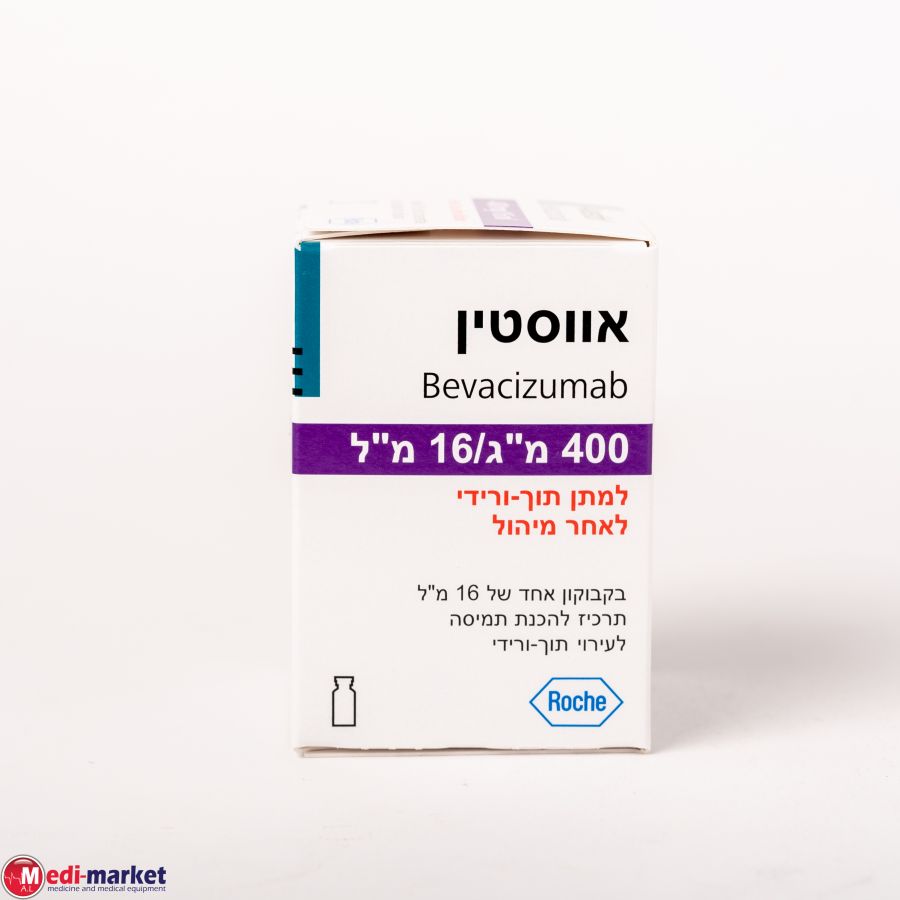 אווסטין
Bevacizumab
400 מ"ג/16 מ"ל
למתן תוך-ורידי
לאחר מיהול
בקבוקון אחד של 16 מ"ל
תרכיז להכנת תמיסה
לעירוי תוך-ורידי
Roche
Medi-market
A.L
medicine and medical equipment